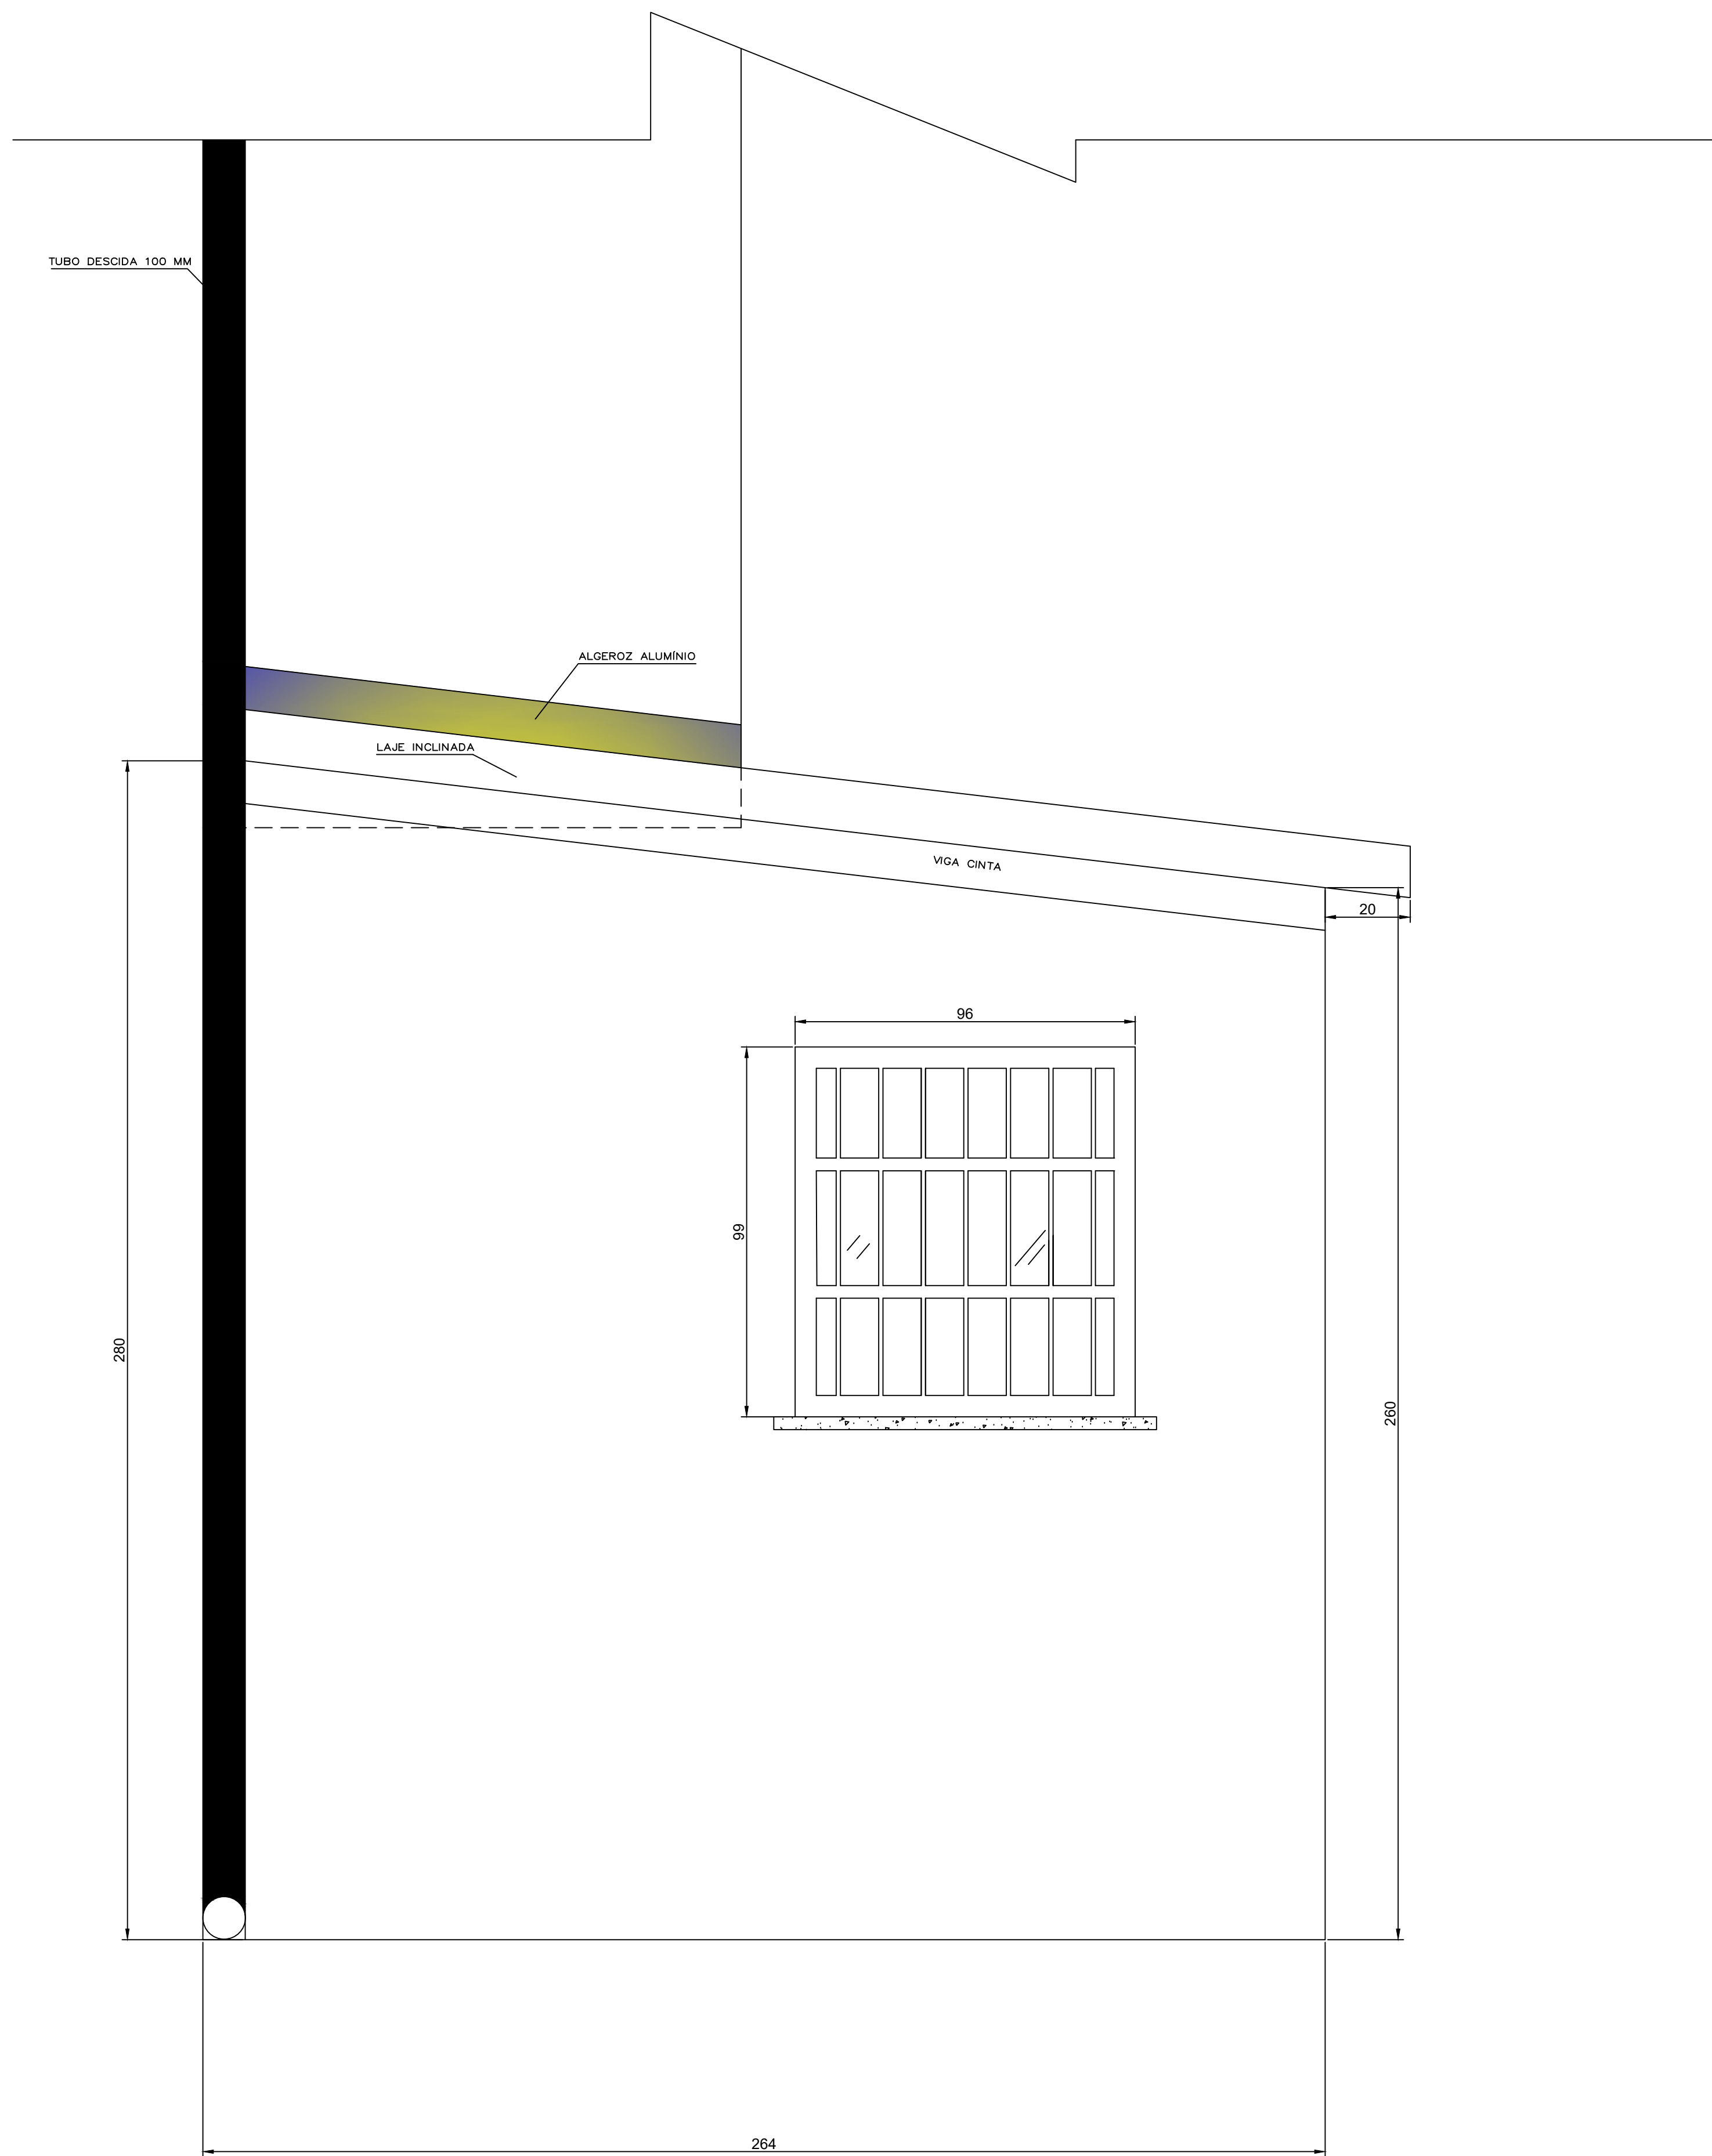 TUBO DESCIDA 100 MM
ALGEROZ ALUMÍNIO
LAJE INCLINADA
VIGA CINTA
20
96
99
280
260
264